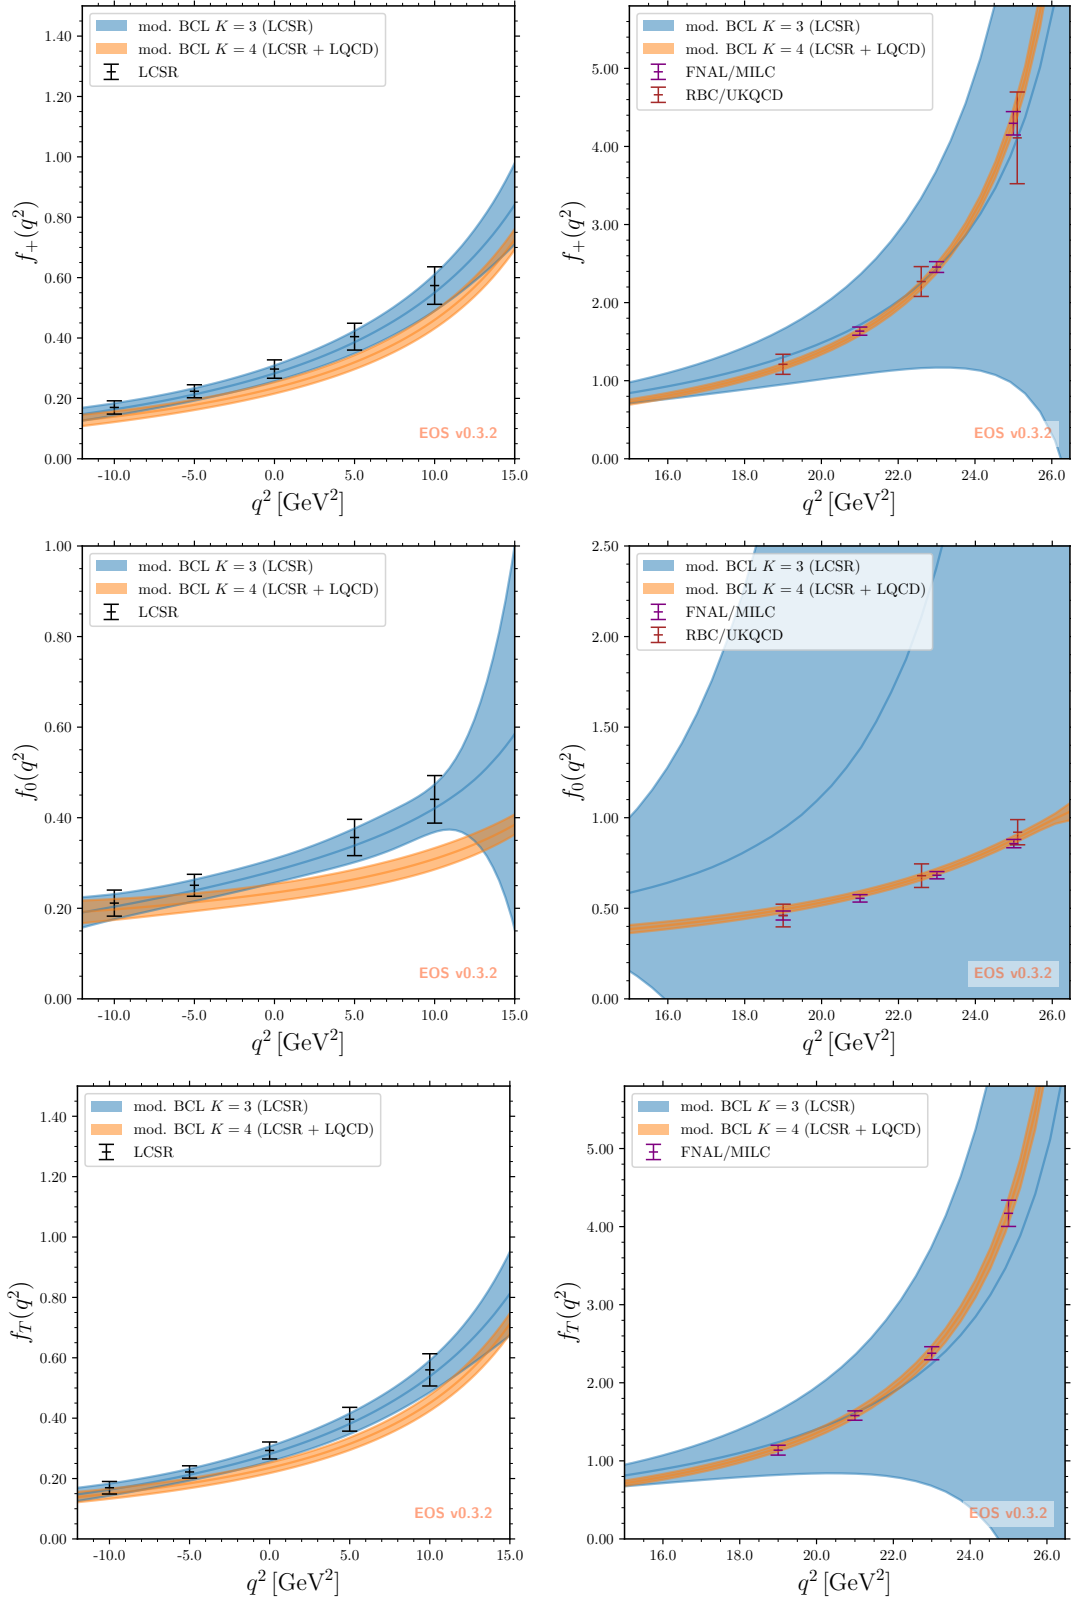 mod. BCL K = 3 (LCSR)
mod. BCL K = 4 (LCSR + LQCD)
LCSR
1.40
1.20
1.00
0.80
0.60
0.40
0.20
0.00
f₊(q²)
EOS v0.3.2
-10.0 -5.0 0.0 5.0 10.0 15.0
q² [GeV²]
mod. BCL K = 3 (LCSR)
mod. BCL K = 4 (LCSR + LQCD)
FNAL/MILC
RBC/UKQCD
5.00
4.00
3.00
2.00
1.00
0.00
f₊(q²)
EOS v0.3.2
16.0 18.0 20.0 22.0 24.0 26.0
q² [GeV²]
mod. BCL K = 3 (LCSR)
mod. BCL K = 4 (LCSR + LQCD)
LCSR
1.00
0.80
0.60
0.40
0.20
0.00
f₀(q²)
EOS v0.3.2
-10.0 -5.0 0.0 5.0 10.0 15.0
q² [GeV²]
mod. BCL K = 3 (LCSR)
mod. BCL K = 4 (LCSR + LQCD)
FNAL/MILC
RBC/UKQCD
2.50
2.00
1.50
1.00
0.50
0.00
f₀(q²)
EOS v0.3.2
16.0 18.0 20.0 22.0 24.0 26.0
q² [GeV²]
mod. BCL K = 3 (LCSR)
mod. BCL K = 4 (LCSR + LQCD)
LCSR
1.40
1.20
1.00
0.80
0.60
0.40
0.20
0.00
f_T(q²)
EOS v0.3.2
-10.0 -5.0 0.0 5.0 10.0 15.0
q² [GeV²]
mod. BCL K = 3 (LCSR)
mod. BCL K = 4 (LCSR + LQCD)
FNAL/MILC
5.00
4.00
3.00
2.00
1.00
0.00
f_T(q²)
EOS v0.3.2
16.0 18.0 20.0 22.0 24.0 26.0
q² [GeV²]